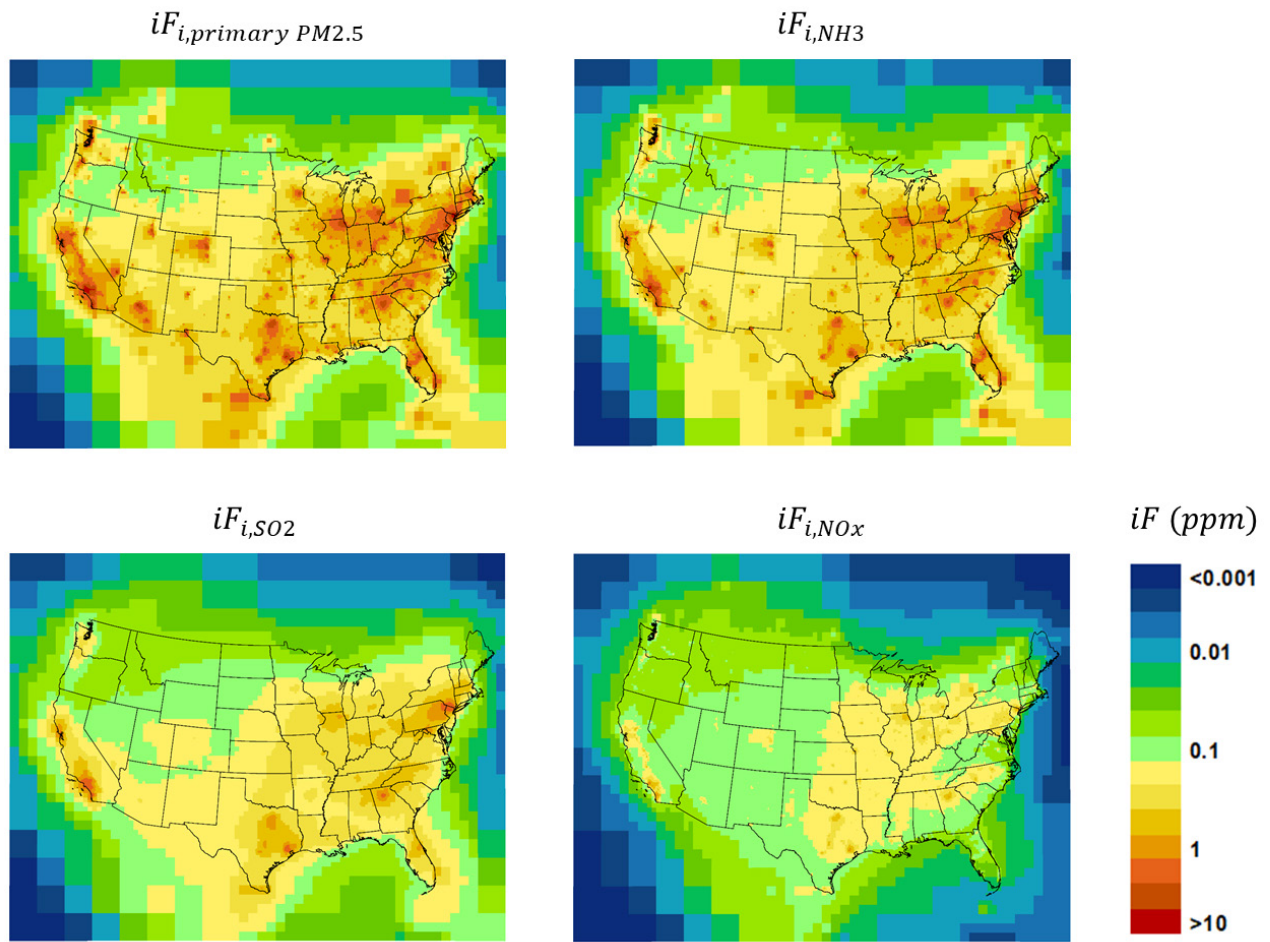 iF_{i,primary PM2.5}
iF_{i,NH3}
iF_{i,SO2}
iF_{i,NOx}
iF (ppm)
<0.001
0.01
0.1
1
>10